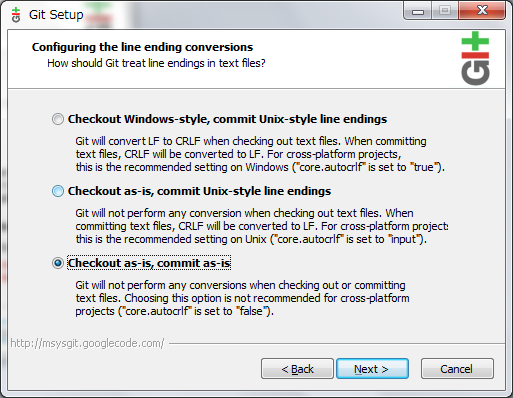 Git Setup
Configuring the line ending conversions
How should Git treat line endings in text files?
GIt
Checkout Windows-style, commit Unix-style line endings
Git will convert LF to CRLF when checking out text files. When committing
text files, CRLF will be converted to LF. For cross-platform projects,
this is the recommended setting on Windows ("core.autocrlf" is set to "true").
Checkout as-is, commit Unix-style line endings
Git will not perform any conversion when checking out text files. When
committing text files, CRLF will be converted to LF. For cross-platform project:
this is the recommended setting on Unix ("core.autocrlf" is set to "input").
Checkout as-is, commit as-is
Git will not perform any conversions when checking out or committing
text files. Choosing this option is not recommended for cross-platform
projects ("core.autocrlf" is set to "false").
http://msysgit.googlecode.com/
< Back
Next >
Cancel